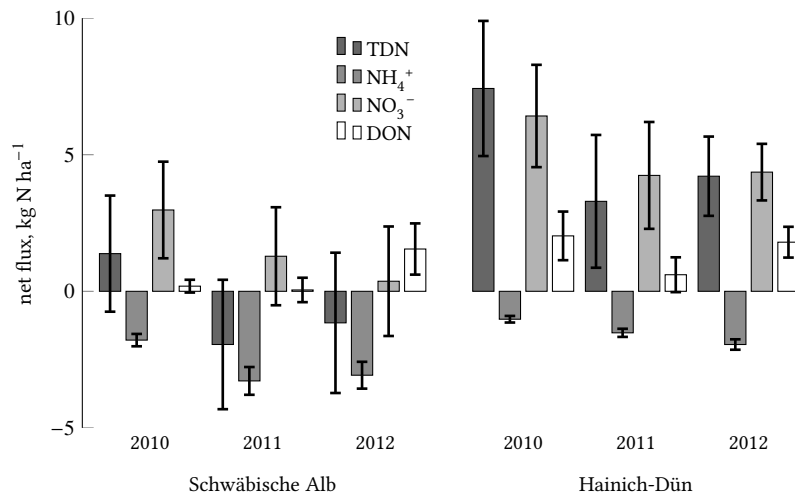 10
5
0
−5
net flux, kg N ha⁻¹
TDN
NH₄⁺
NO₃⁻
DON
2010 2011 2012 2010 2011 2012
Schwäbische Alb Hainich-Dün